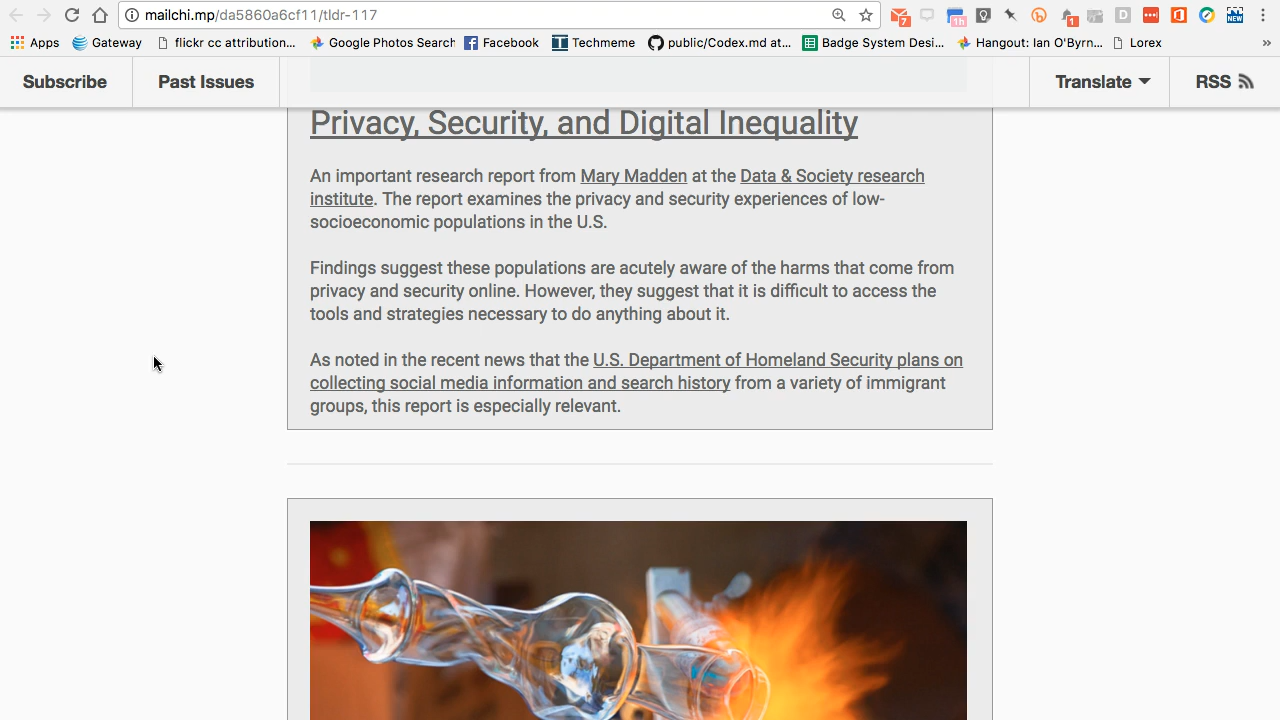 mailchi.mp/da5860a6cf11/tldr-117
7
1h
1
NEW
Apps Gateway flickr cc attribution... Google Photos Search Facebook Techmeme public/Codex.md at... Badge System Desi... Hangout: Ian O'Byrn... Lorex »
Subscribe Past Issues Translate RSS
Privacy, Security, and Digital Inequality
An important research report from Mary Madden at the Data & Society research
institute. The report examines the privacy and security experiences of low-
socioeconomic populations in the U.S.
Findings suggest these populations are acutely aware of the harms that come from
privacy and security online. However, they suggest that it is difficult to access the
tools and strategies necessary to do anything about it.
As noted in the recent news that the U.S. Department of Homeland Security plans on
collecting social media information and search history from a variety of immigrant
groups, this report is especially relevant.